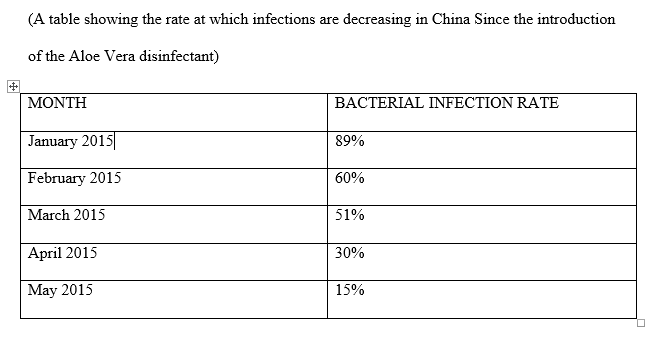 (A table showing the rate at which infections are decreasing in China Since the introduction
of the Aloe Vera disinfectant)
MONTH BACTERIAL INFECTION RATE
January 2015 89%
February 2015 60%
March 2015 51%
April 2015 30%
May 2015 15%